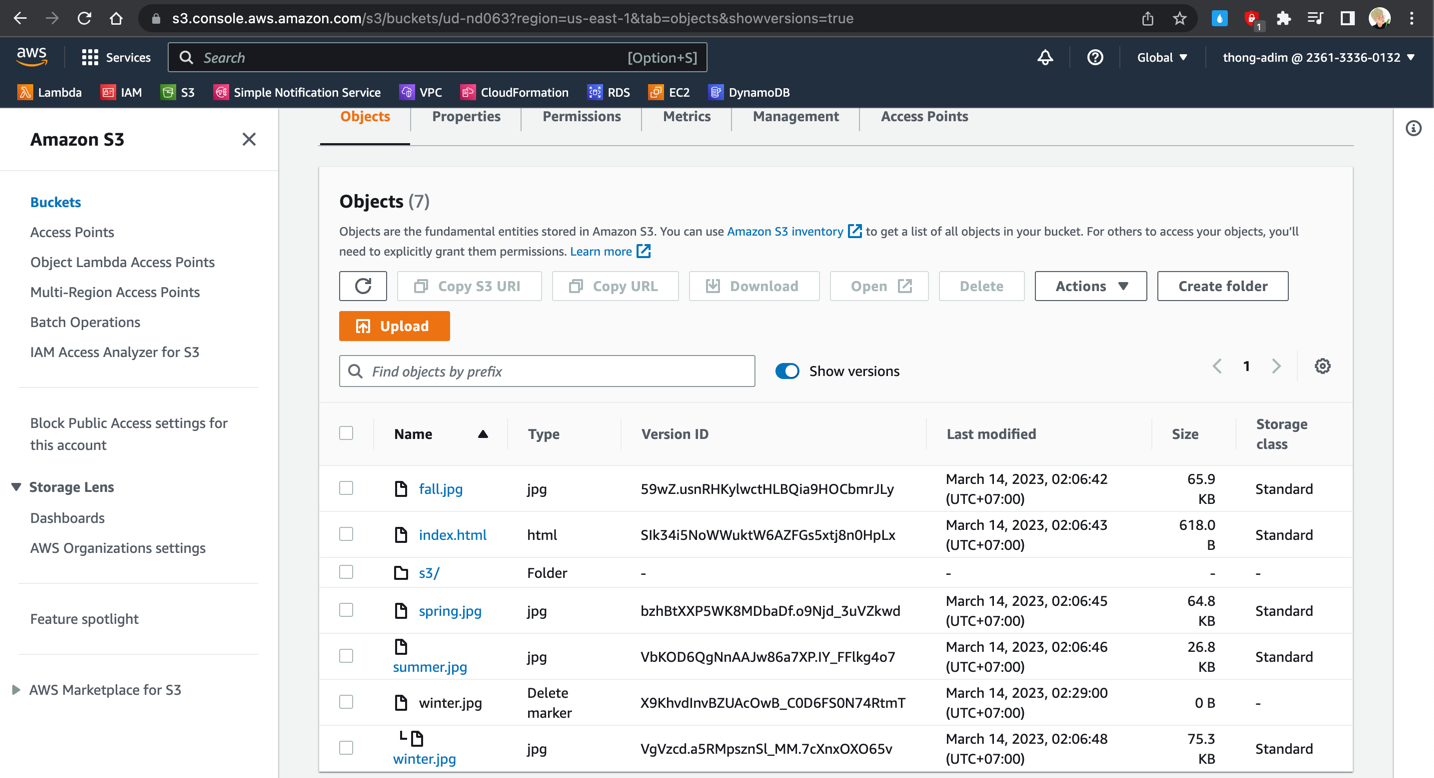 s3.console.aws.amazon.com/s3/buckets/ud-nd063?region=us-east-1&tab=objects&showversions=true
1
aws
Services
Search
[Option+S]
Global
thong-adim @ 2361-3336-0132
Lambda
IAM
S3
Simple Notification Service
VPC
CloudFormation
RDS
EC2
DynamoDB
Amazon S3
Buckets
Access Points
Object Lambda Access Points
Multi-Region Access Points
Batch Operations
IAM Access Analyzer for S3
Block Public Access settings for
this account
Storage Lens
Dashboards
AWS Organizations settings
Feature spotlight
AWS Marketplace for S3
Objects
Properties
Permissions
Metrics
Management
Access Points
Objects (7)
Objects are the fundamental entities stored in Amazon S3. You can use Amazon S3 inventory to get a list of all objects in your bucket. For others to access your objects, you'll
need to explicitly grant them permissions. Learn more
Copy S3 URI
Copy URL
Download
Open
Delete
Actions
Create folder
Upload
Find objects by prefix
Show versions
1
Name
Type
Version ID
Last modified
Size
Storage
class
fall.jpg
jpg
59wZ.usnRHKylwctHLBQia9HOCbmrJLy
March 14, 2023, 02:06:42
(UTC+07:00)
65.9
KB
Standard
index.html
html
SIk34i5NoWWuktW6AZFGs5xtj8n0HpLx
March 14, 2023, 02:06:43
(UTC+07:00)
618.0
B
Standard
s3/
Folder
-
-
-
-
spring.jpg
jpg
bzhBtXXP5WK8MDbaDf.o9Njd_3uVZkwd
March 14, 2023, 02:06:45
(UTC+07:00)
64.8
KB
Standard
summer.jpg
jpg
VbKOD6QgNnAAJw86a7XP.IY_FFlkg4o7
March 14, 2023, 02:06:46
(UTC+07:00)
26.8
KB
Standard
winter.jpg
Delete
marker
X9KhvdInvBZUAcOwB_C0D6FS0N74RtmT
March 14, 2023, 02:29:00
(UTC+07:00)
0 B
-
winter.jpg
jpg
VgVzcd.a5RMpsznSl_MM.7cXnxOXO65v
March 14, 2023, 02:06:48
(UTC+07:00)
75.3
KB
Standard